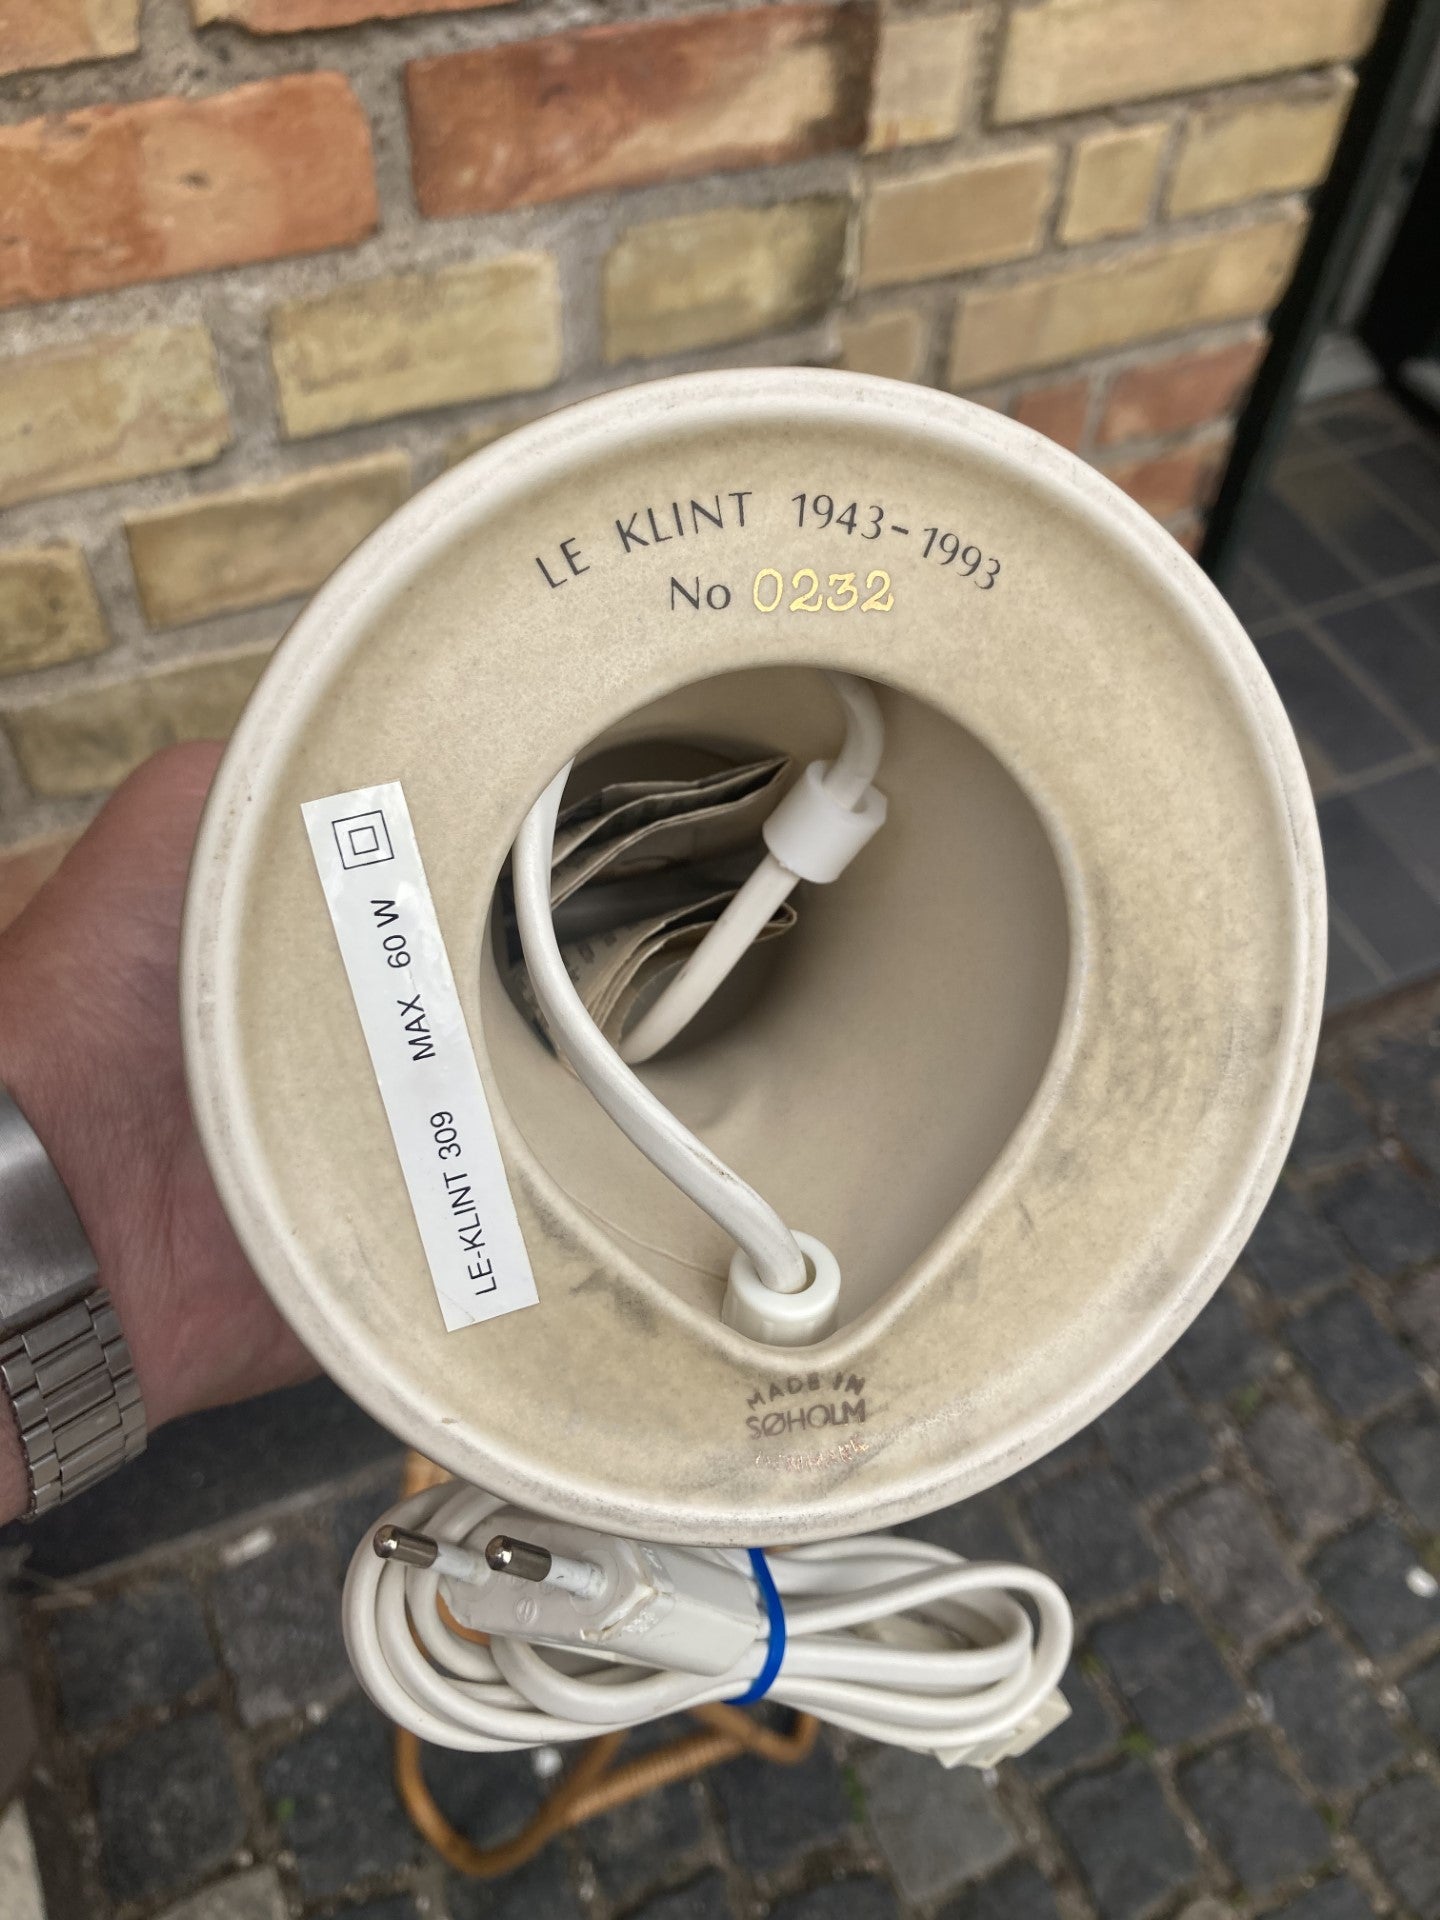 LE KLINT 1943-1993
No 0232
LE-KLINT 309 MAX 60 W
MADE IN
SØHOLM